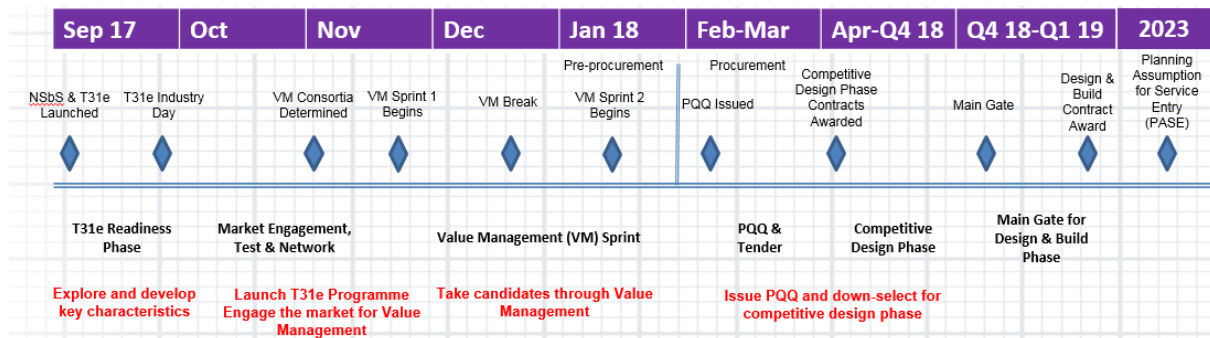 Sep 17
Oct
Nov
Dec
Jan 18
Feb-Mar
Apr-Q4 18
Q4 18-Q1 19
2023
Pre-procurement
Procurement
NSbS & T31e
Launched
T31e Industry
Day
VM Consortia
Determined
VM Sprint 1
Begins
VM Break
VM Sprint 2
Begins
PQQ Issued
Competitive
Design Phase
Contracts
Awarded
Main Gate
Design &
Build
Contract
Award
Planning
Assumption
for Service
Entry
(PASE)
T31e Readiness
Phase
Market Engagement,
Test & Network
Value Management (VM) Sprint
PQQ &
Tender
Competitive
Design Phase
Main Gate for
Design & Build
Phase
Explore and develop
key characteristics
Launch T31e Programme
Engage the market for Value
Management
Take candidates through Value
Management
Issue PQQ and down-select for
competitive design phase